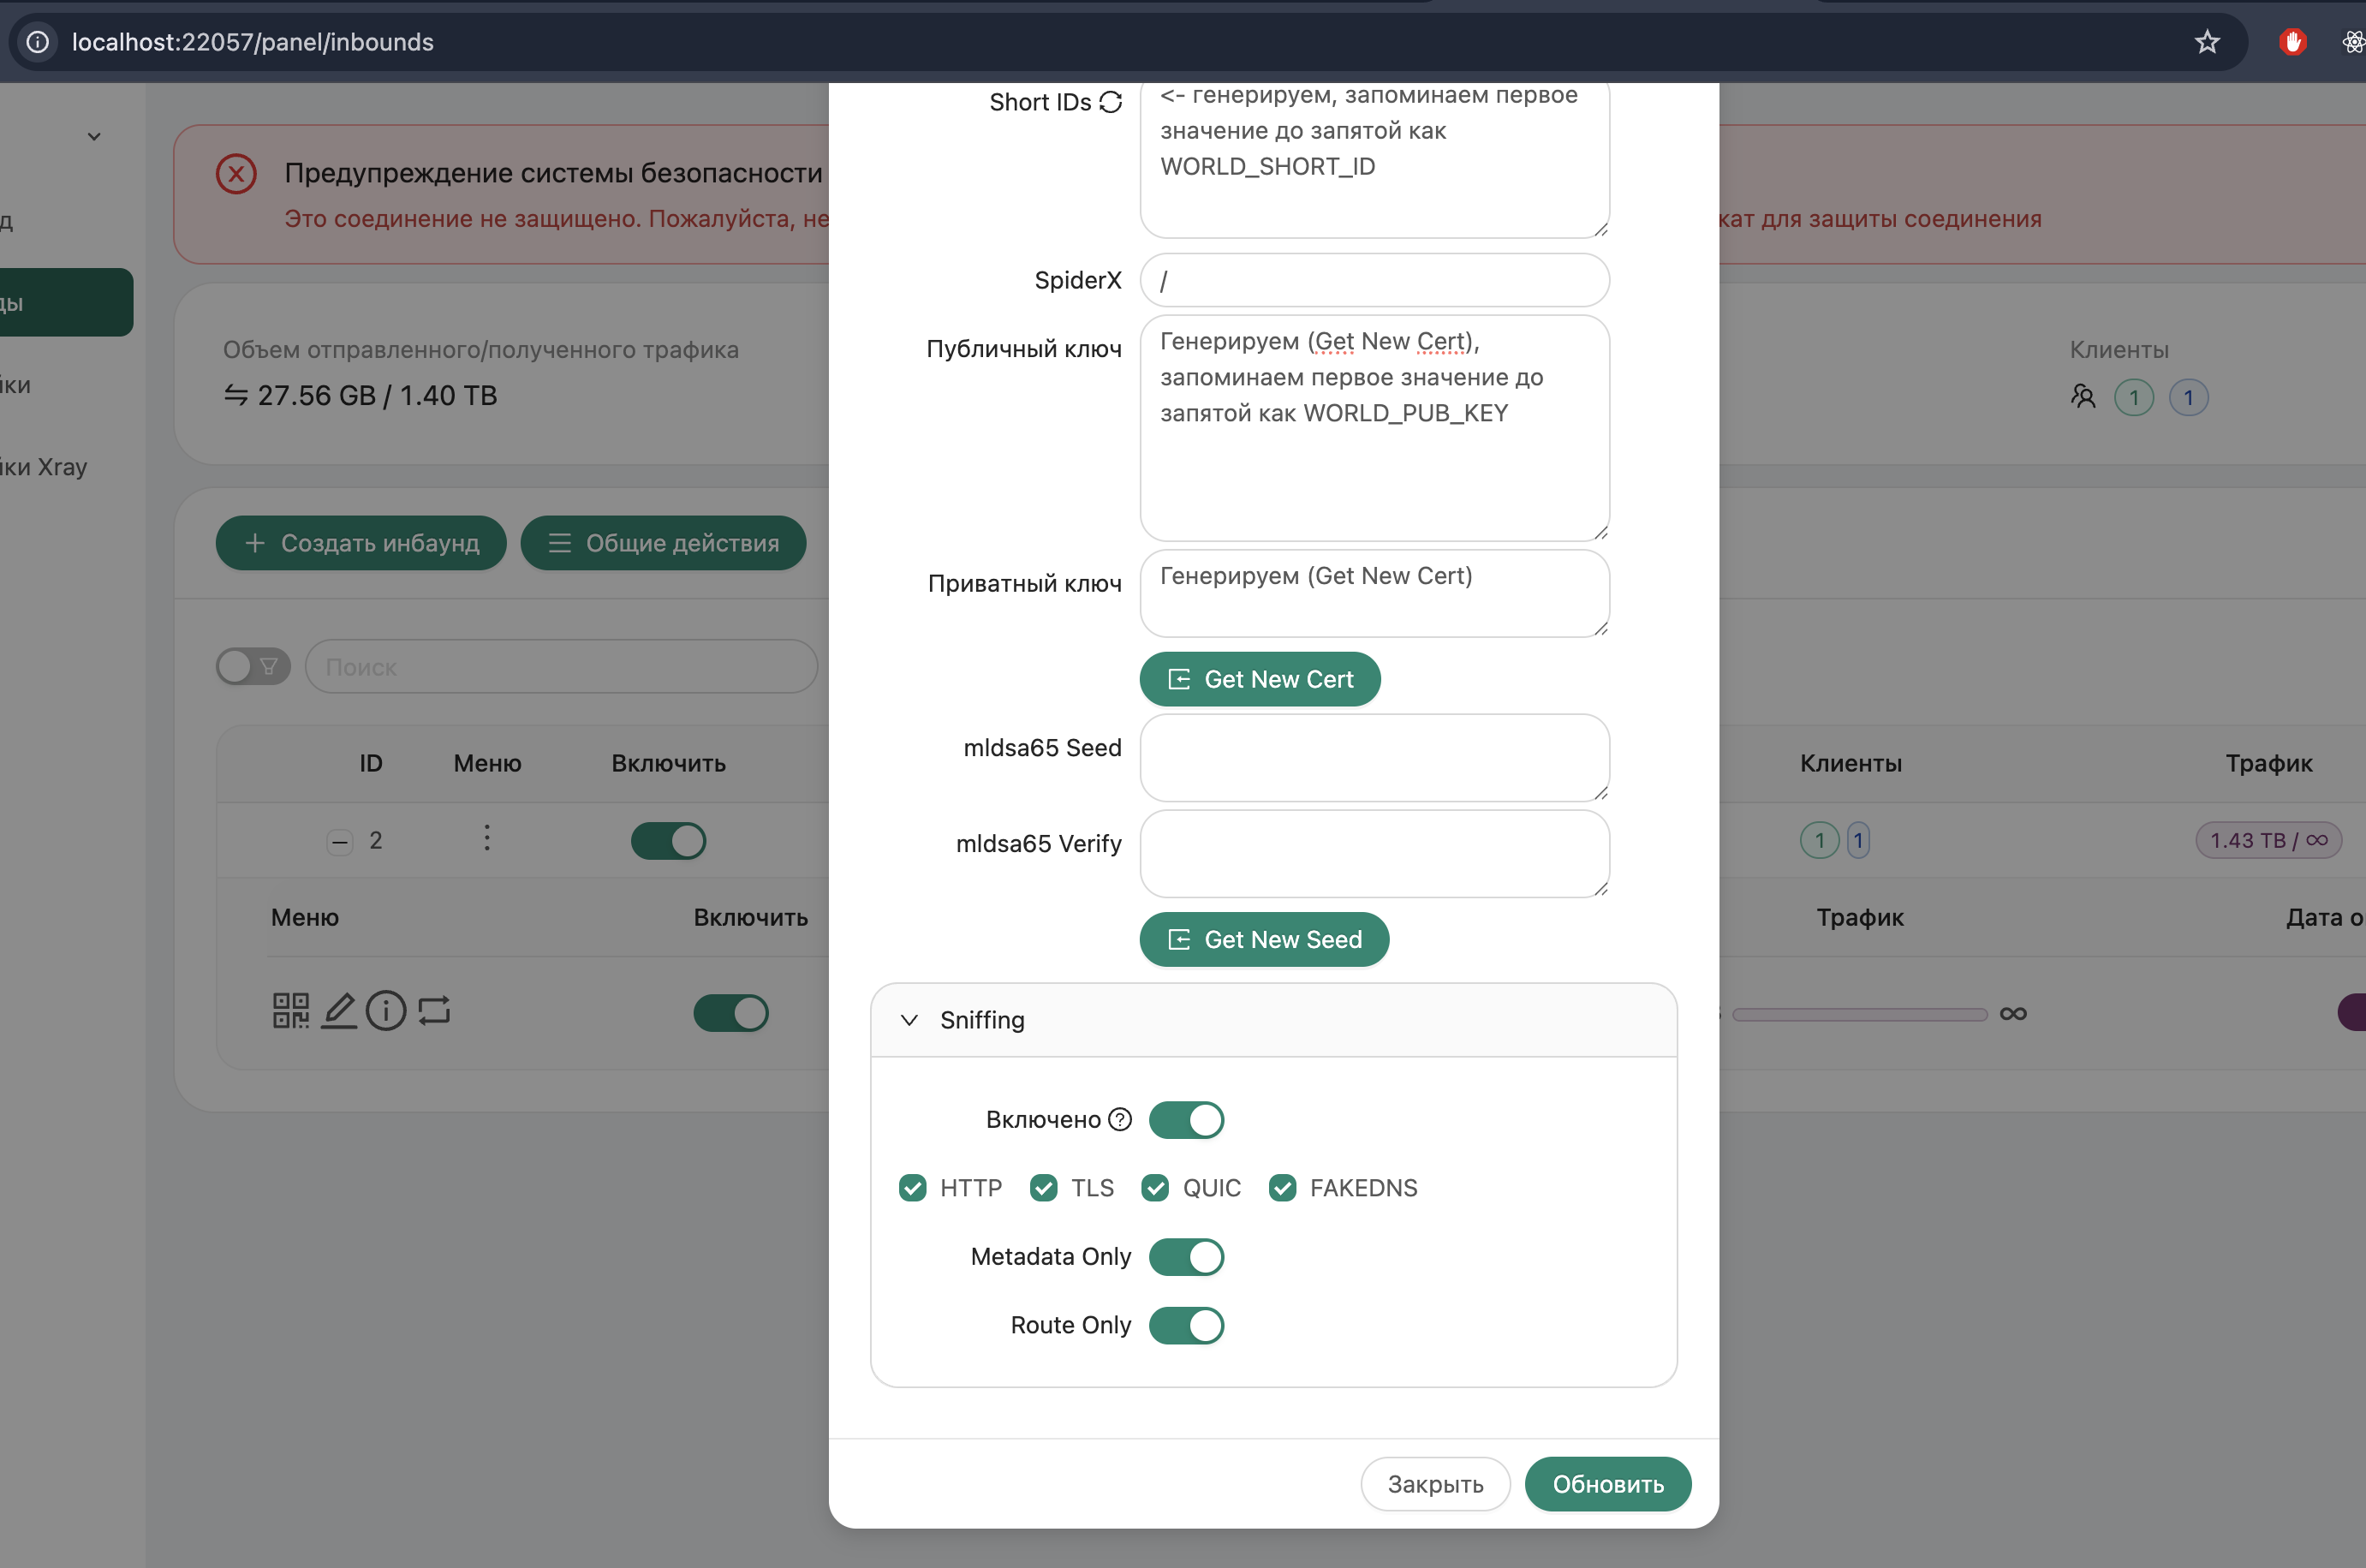 localhost:22057/panel/inbounds
Short IDs
<- генерируем, запоминаем первое
значение до запятой как
WORLD_SHORT_ID
Предупреждение системы безопасности
Это соединение не защищено. Пожалуйста, не
кат для защиты соединения
д
ды
йки
йки Xray
SpiderX
/
Публичный ключ
Генерируем (Get New Cert),
запоминаем первое значение до
запятой как WORLD_PUB_KEY
Объем отправленного/полученного трафика
27.56 GB / 1.40 TB
Клиенты
1
1
Создать инбаунд
Общие действия
Приватный ключ
Генерируем (Get New Cert)
Поиск
Get New Cert
mldsa65 Seed
mldsa65 Verify
Get New Seed
ID
Меню
Включить
Клиенты
Трафик
2
1
1
1.43 TB / ∞
Меню
Включить
Трафик
Дата о
∞
Sniffing
Включено
HTTP
TLS
QUIC
FAKEDNS
Metadata Only
Route Only
Закрыть
Обновить